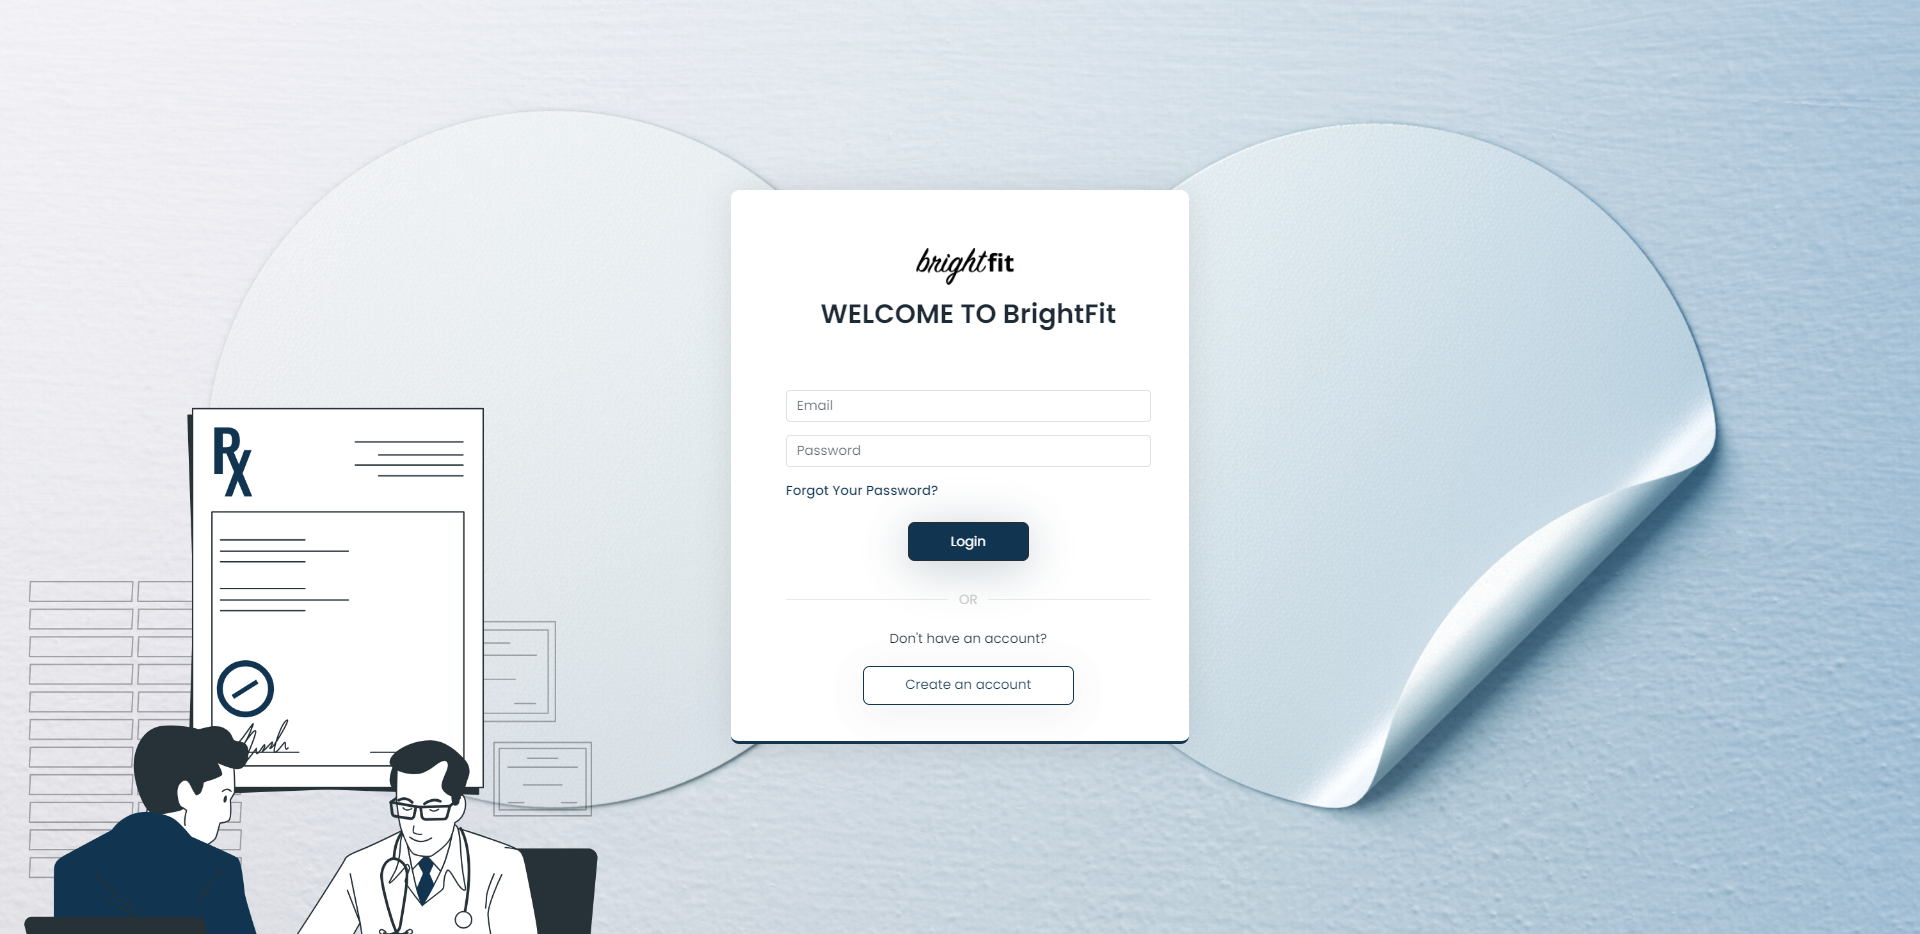 brightfit
WELCOME TO BrightFit
Email
Password
Forgot Your Password?
Login
OR
Don't have an account?
Create an account
Rx